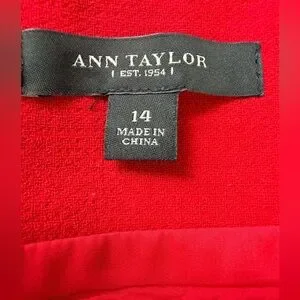 ANN TAYLOR
| EST. 1954 |
14
MADE IN
CHINA